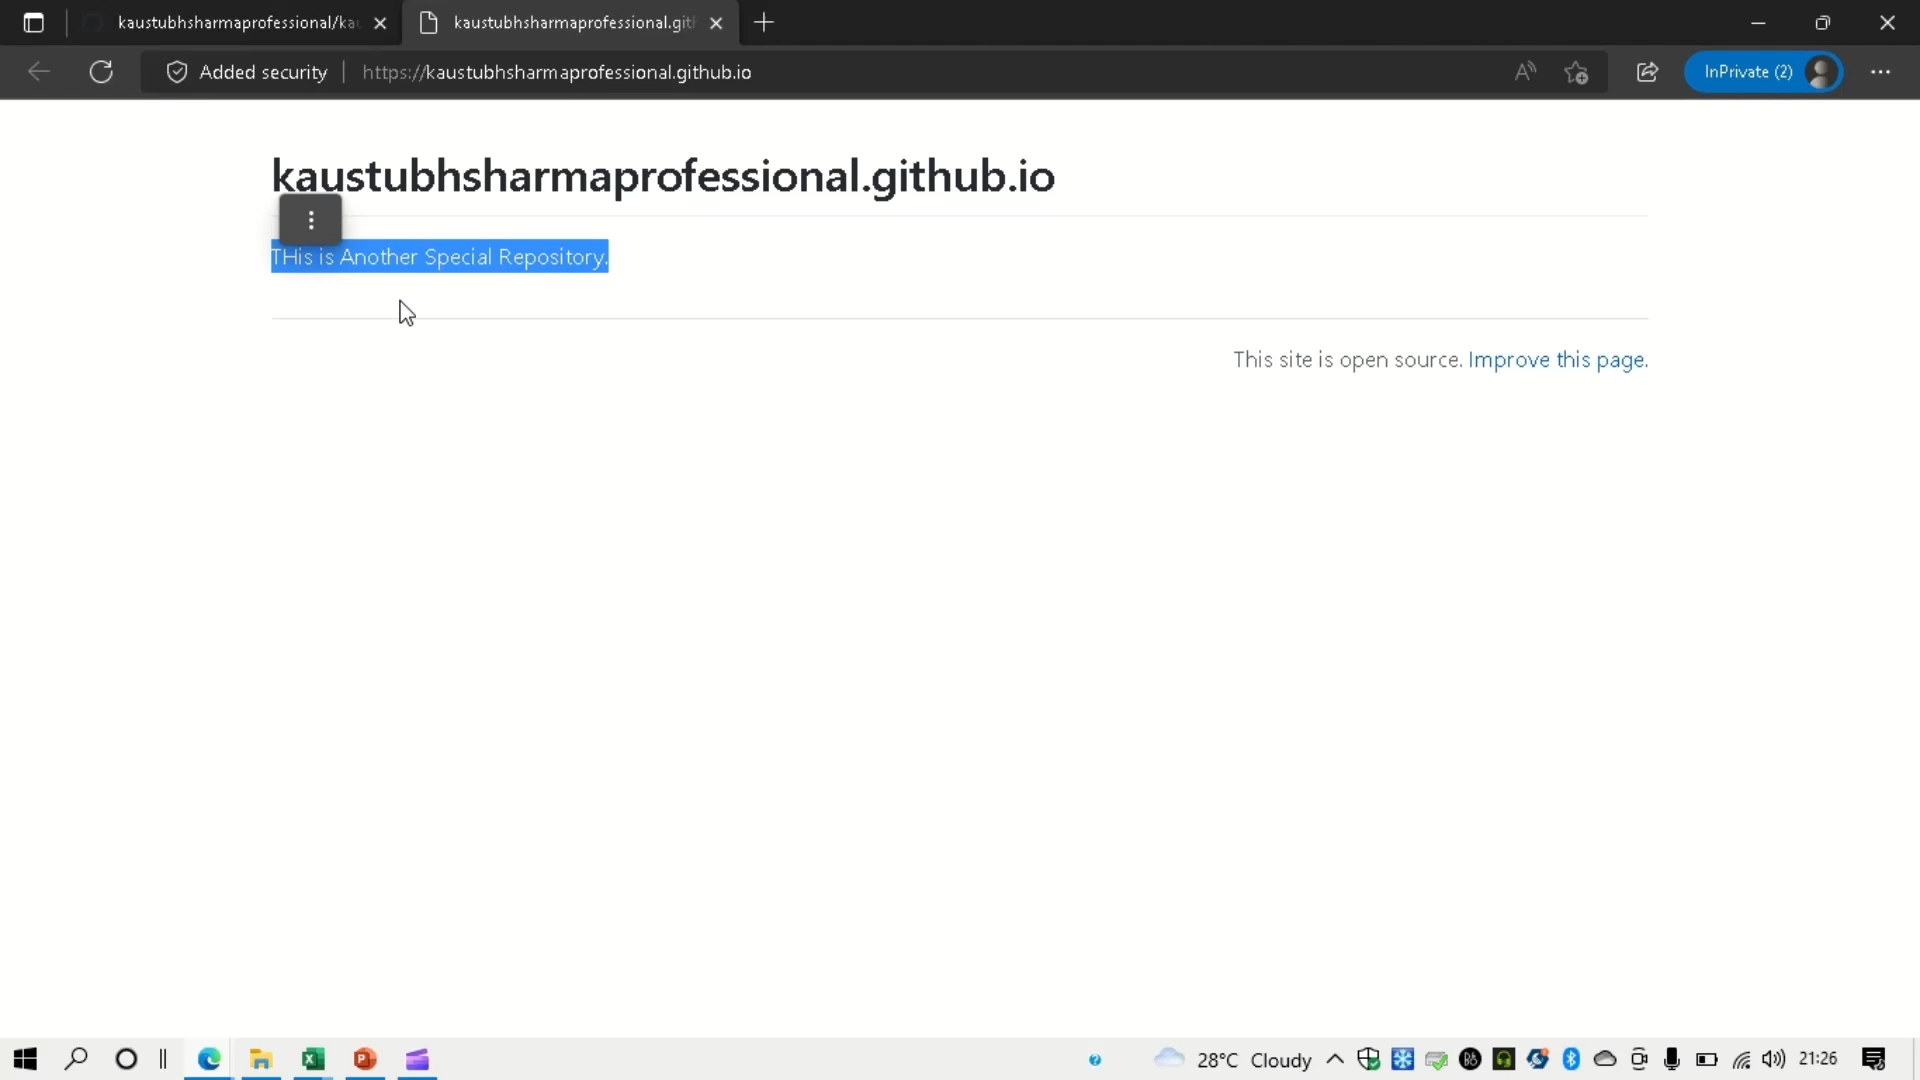 kaustubhsharmaprofessional/kau
kaustubhsharmaprofessional.gith
Added security
https://kaustubhsharmaprofessional.github.io
InPrivate (2)
kaustubhsharmaprofessional.github.io
THis is Another Special Repository.
This site is open source. Improve this page.
28°C Cloudy
21:26